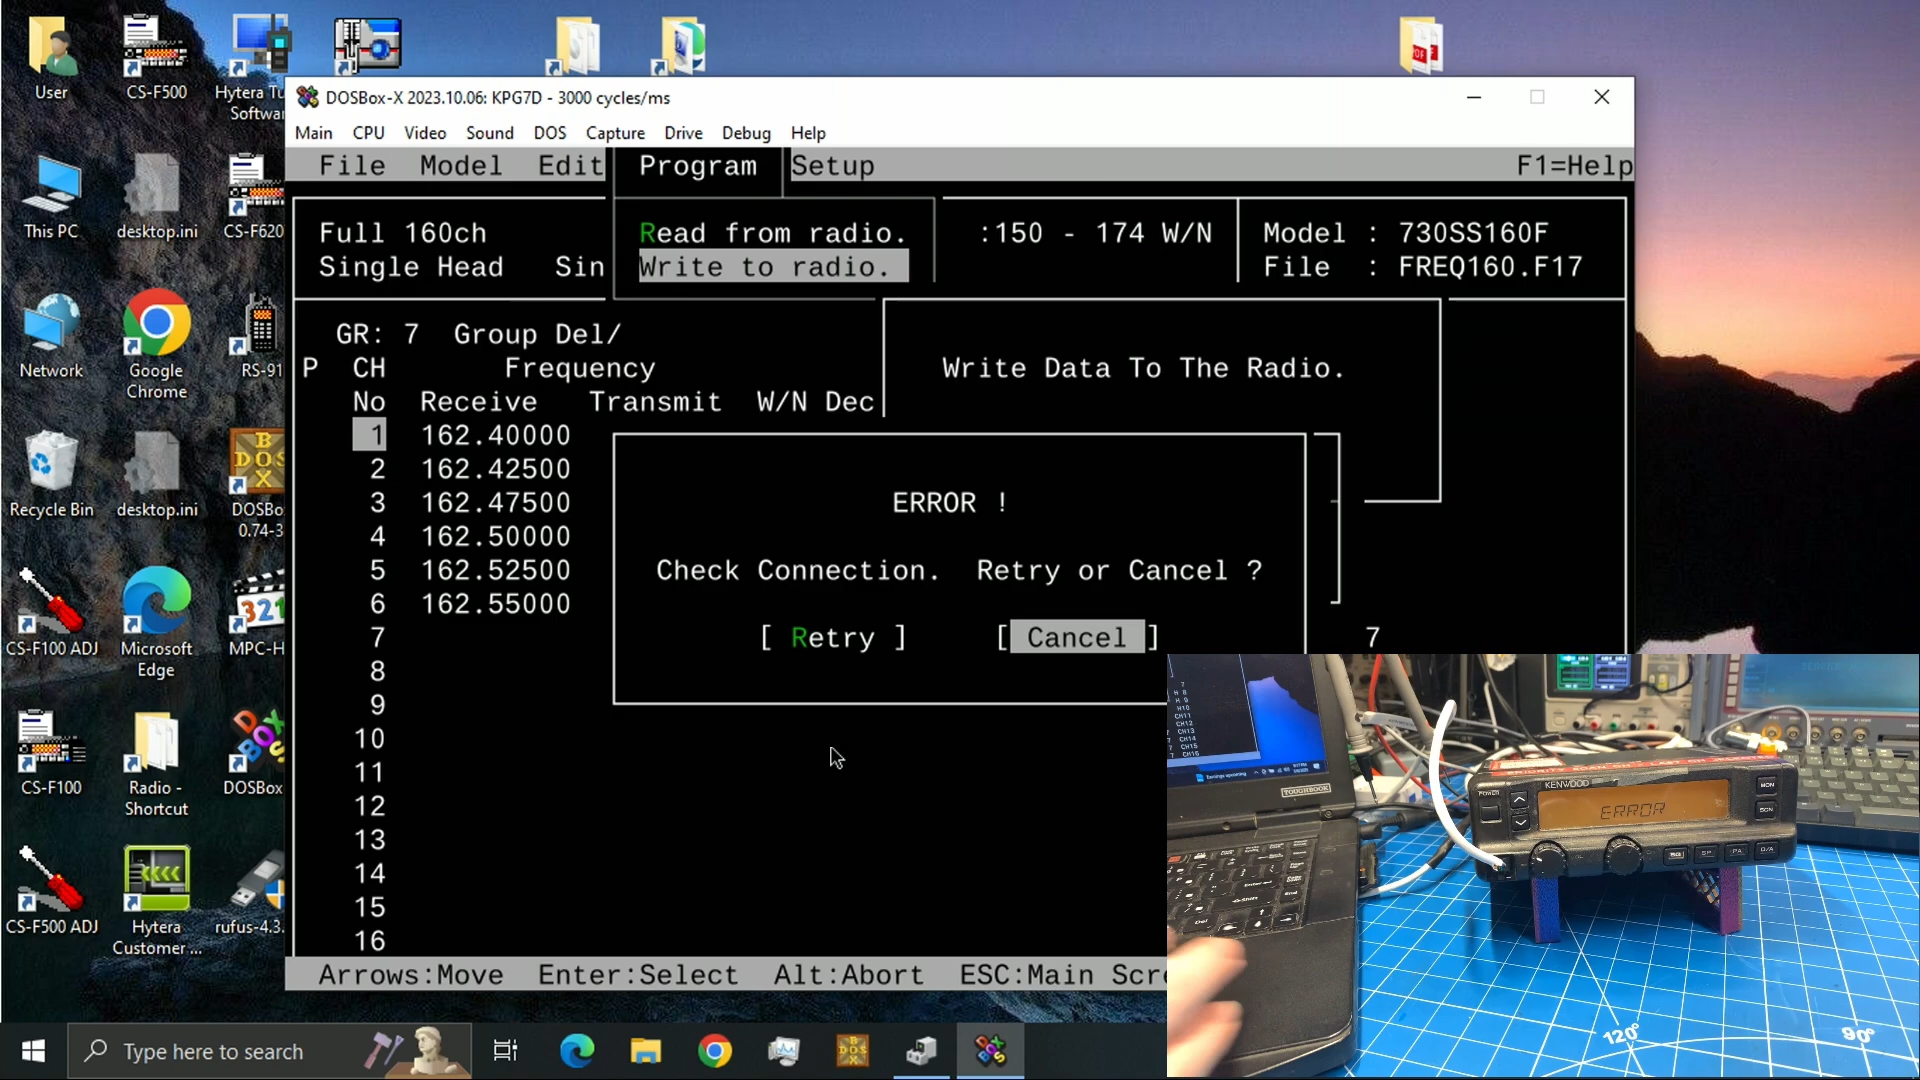 User
CS-F500
Hytera Tu
Softwar
This PC
desktop.ini
CS-F620
Network
Google
Chrome
RS-91
Recycle Bin
desktop.ini
DOSBo
0.74-3
CS-F100 ADJ
Microsoft
Edge
MPC-H
CS-F100
Radio -
Shortcut
DOSBox
CS-F500 ADJ
Hytera
Customer ...
rufus-4.3.
DOSBox-X 2023.10.06: KPG7D - 3000 cycles/ms
Main CPU Video Sound DOS Capture Drive Debug Help
File Model Edit Program Setup F1=Help
Full 160ch Read from radio. :150 - 174 W/N Model : 730SS160F
Single Head Sin Write to radio. File : FREQ160.F17
GR: 7 Group Del/
P CH Frequency Write Data To The Radio.
No Receive Transmit W/N Dec
1 162.40000
2 162.42500
3 162.47500 ERROR !
4 162.50000
5 162.52500 Check Connection. Retry or Cancel ?
6 162.55000
7 [ Retry ] [ Cancel ] 7
8
9
10
11
12
13
14
15
16
Arrows:Move Enter:Select Alt:Abort ESC:Main Scre
Type here to search
TOUGHBOOK
KENWOOD
POWER
ERROR
MON
SCN
120°
90°